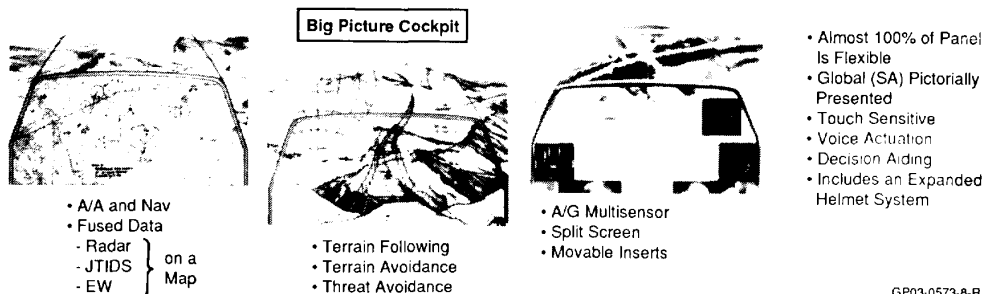 Big Picture Cockpit
• A/A and Nav
• Fused Data
- Radar
- JTIDS
- EW
on a
Map
• Terrain Following
• Terrain Avoidance
• Threat Avoidance
• A/G Multisensor
• Split Screen
• Movable Inserts
• Almost 100% of Panel
Is Flexible
• Global (SA) Pictorially
Presented
• Touch Sensitive
• Voice Actuation
• Decision Aiding
• Includes an Expanded
Helmet System
GP03-0573-8-R